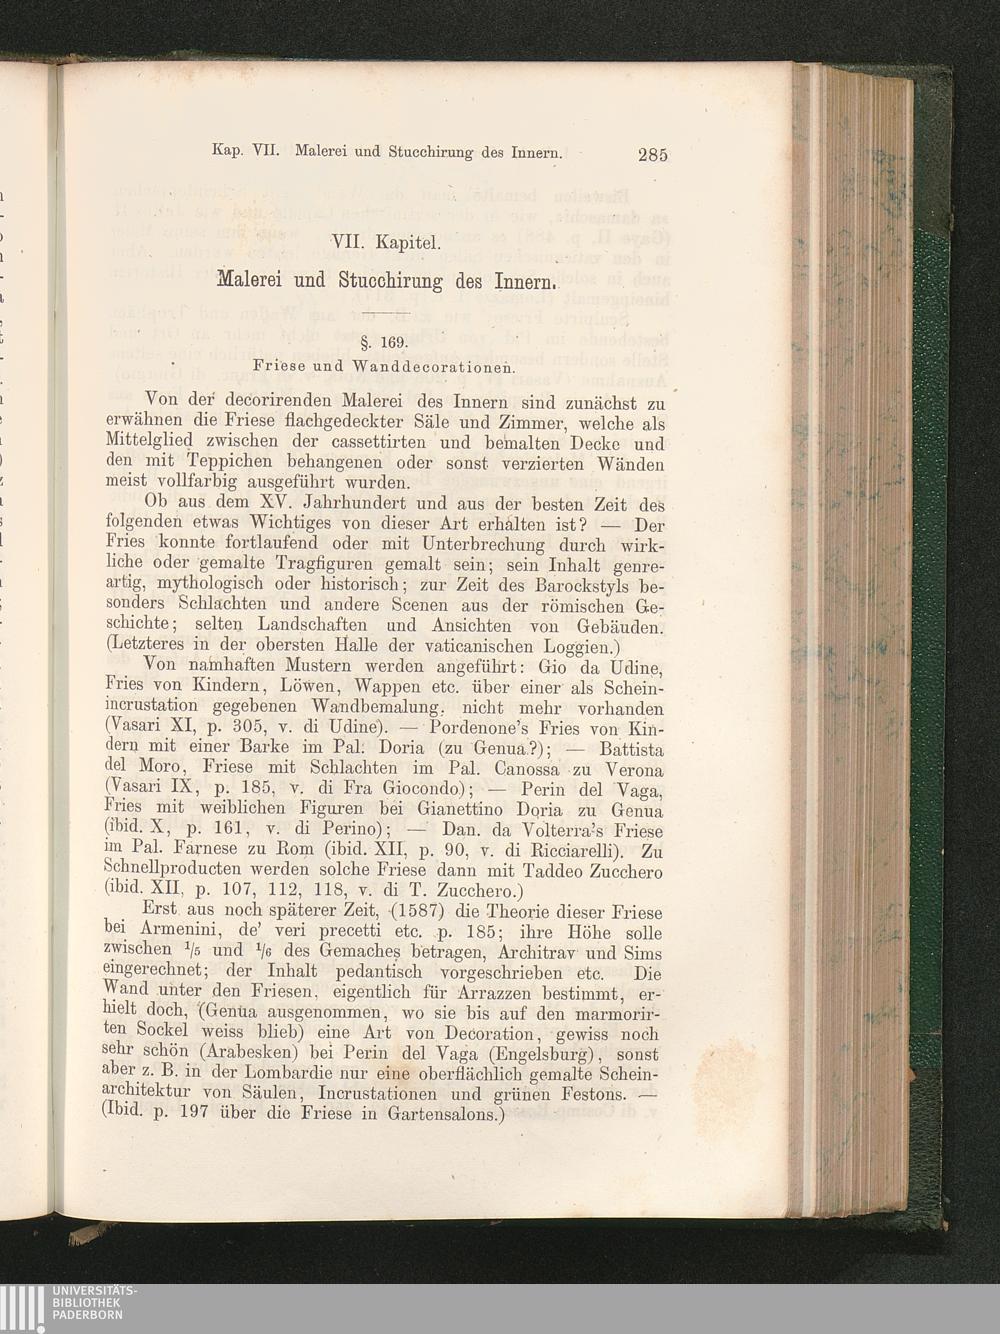 Kap. VII. Malerei und Stucchirung des Innern. 285
VII. Kapitel.
Malerei und Stucchirung des Innern.
§. 169.
Friese und Wanddecorationen.
Von der decorirenden Malerei des Innern sind zunächst zu
erwähnen die Friese flachgedeckter Säle und Zimmer, welche als
Mittelglied zwischen der cassettirten und bemalten Decke und
den mit Teppichen behangenen oder sonst verzierten Wänden
meist vollfarbig ausgeführt wurden.
Ob aus dem XV. Jahrhundert und aus der besten Zeit des
folgenden etwas Wichtiges von dieser Art erhalten ist? — Der
Fries konnte fortlaufend oder mit Unterbrechung durch wirk-
liche oder gemalte Tragfiguren gemalt sein; sein Inhalt genre-
artig, mythologisch oder historisch; zur Zeit des Barockstyls be-
sonders Schlachten und andere Scenen aus der römischen Ge-
schichte; selten Landschaften und Ansichten von Gebäuden.
(Letzteres in der obersten Halle der vaticanischen Loggien.)
Von namhaften Mustern werden angeführt: Gio da Udine,
Fries von Kindern, Löwen, Wappen etc. über einer als Schein-
incrustation gegebenen Wandbemalung, nicht mehr vorhanden
(Vasari XI, p. 305, v. di Udine). — Pordenone's Fries von Kin-
dern mit einer Barke im Pal. Doria (zu Genua?); — Battista
del Moro, Friese mit Schlachten im Pal. Canossa zu Verona
(Vasari IX, p. 185, v. di Fra Giocondo); — Perin del Vaga,
Fries mit weiblichen Figuren bei Gianettino Doria zu Genua
(ibid. X, p. 161, v. di Perino); — Dan. da Volterra's Friese
im Pal. Farnese zu Rom (ibid. XII, p. 90, v. di Ricciarelli). Zu
Schnellproducten werden solche Friese dann mit Taddeo Zucchero
(ibid. XII, p. 107, 112, 118, v. di T. Zucchero.)
Erst aus noch späterer Zeit, (1587) die Theorie dieser Friese
bei Armenini, de' veri precetti etc. p. 185; ihre Höhe solle
zwischen 1/5 und 1/6 des Gemaches betragen, Architrav und Sims
eingerechnet; der Inhalt pedantisch vorgeschrieben etc. Die
Wand unter den Friesen, eigentlich für Arrazzen bestimmt, er-
hielt doch, (Genua ausgenommen, wo sie bis auf den marmorir-
ten Sockel weiss blieb) eine Art von Decoration, gewiss noch
sehr schön (Arabesken) bei Perin del Vaga (Engelsburg), sonst
aber z. B. in der Lombardie nur eine oberflächlich gemalte Schein-
architektur von Säulen, Incrustationen und grünen Festons. —
(Ibid. p. 197 über die Friese in Gartensalons.)
UNIVERSITÄTS-
BIBLIOTHEK
PADERBORN